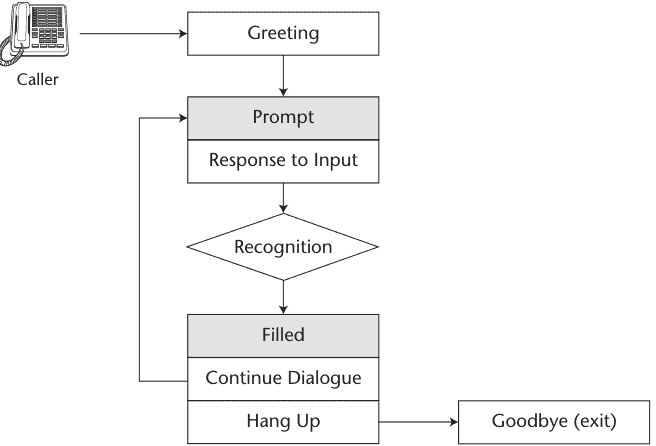 Greeting
Caller
Prompt
Response to Input
Recognition
Filled
Continue Dialogue
Hang Up
Goodbye (exit)